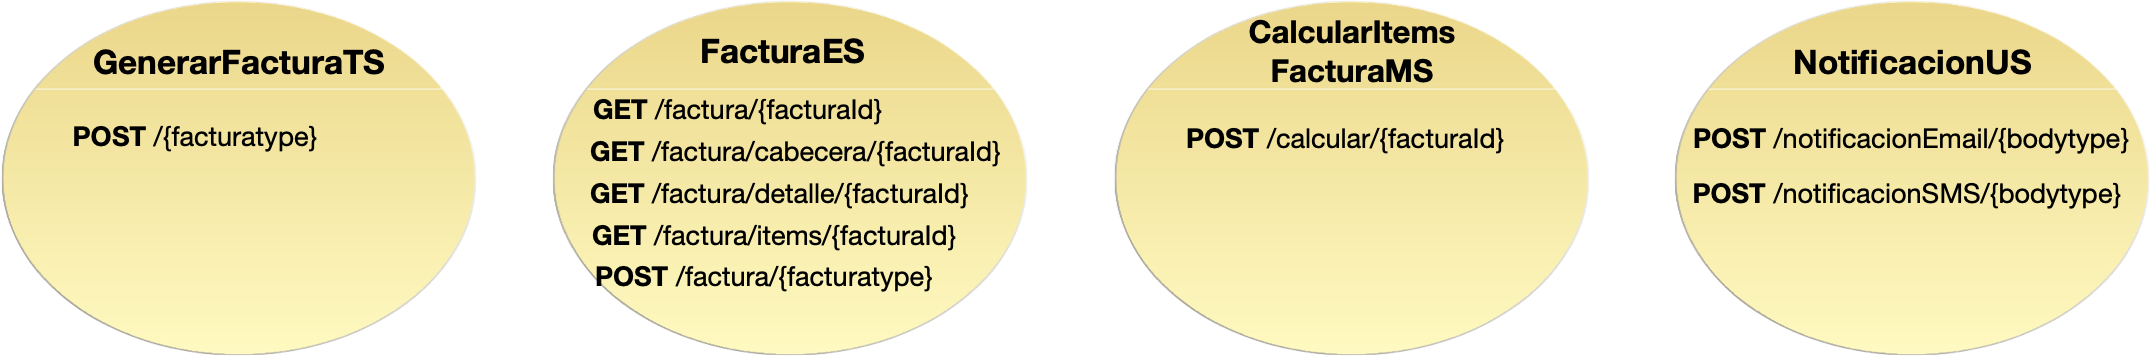 GenerarFacturaTS
POST /{facturatype}
FacturaES
GET /factura/{facturaId}
GET /factura/cabecera/{facturaId}
GET /factura/detalle/{facturaId}
GET /factura/items/{facturaId}
POST /factura/{facturatype}
CalcularItems
FacturaMS
POST /calcular/{facturaId}
NotificacionUS
POST /notificacionEmail/{bodytype}
POST /notificacionSMS/{bodytype}